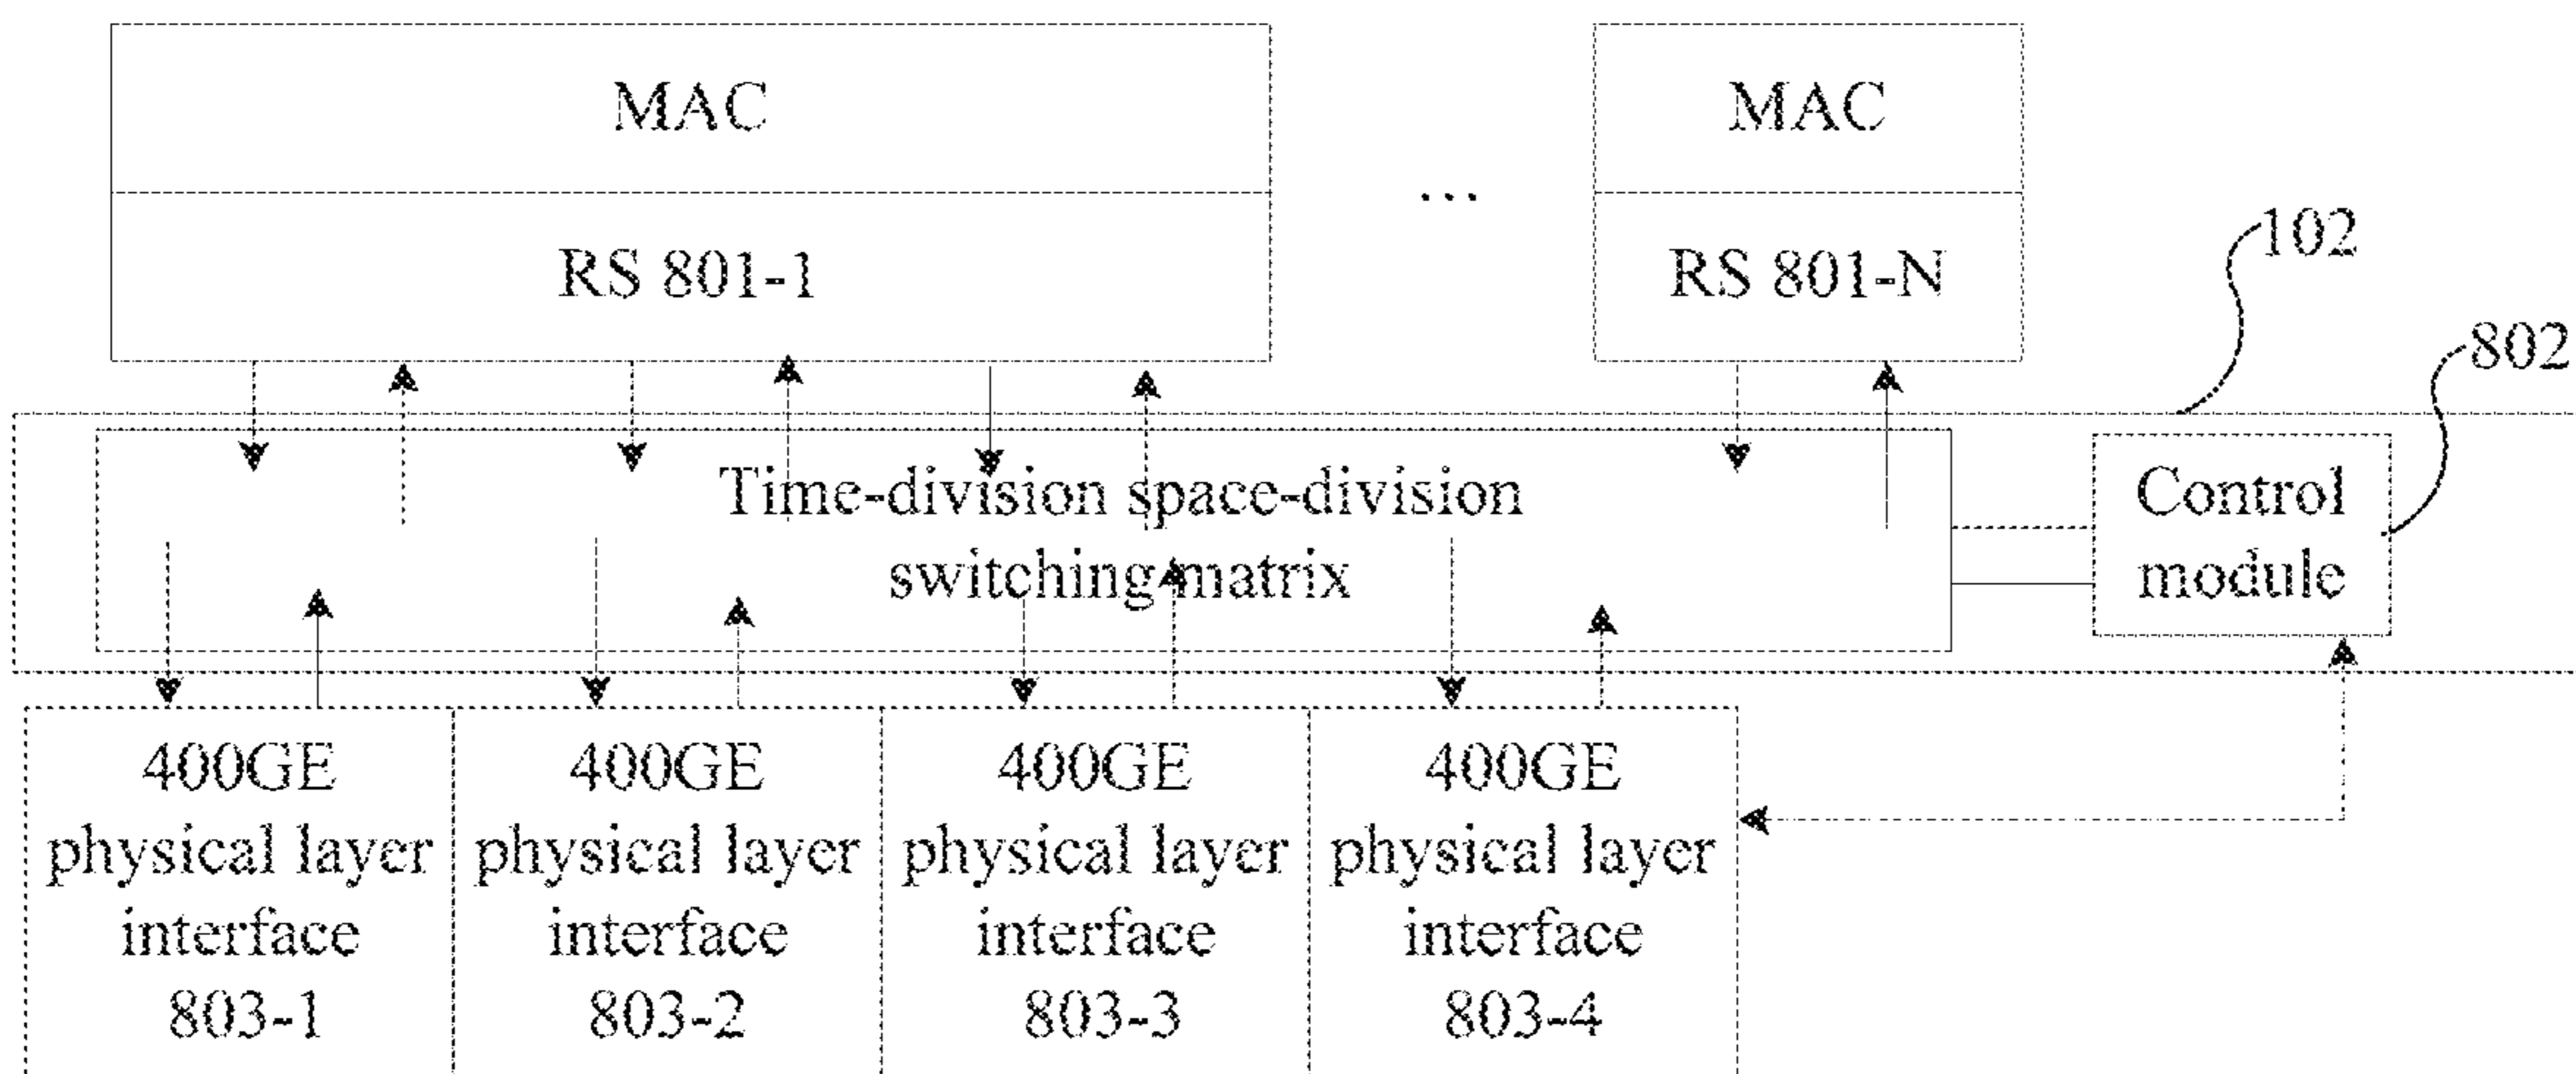 MAC
MAC
...
RS 801-1
RS 801-N
102
802
Time-division space-division
switching matrix
Control
module
400GE
physical layer
interface
803-1
400GE
physical layer
interface
803-2
400GE
physical layer
interface
803-3
400GE
physical layer
interface
803-4